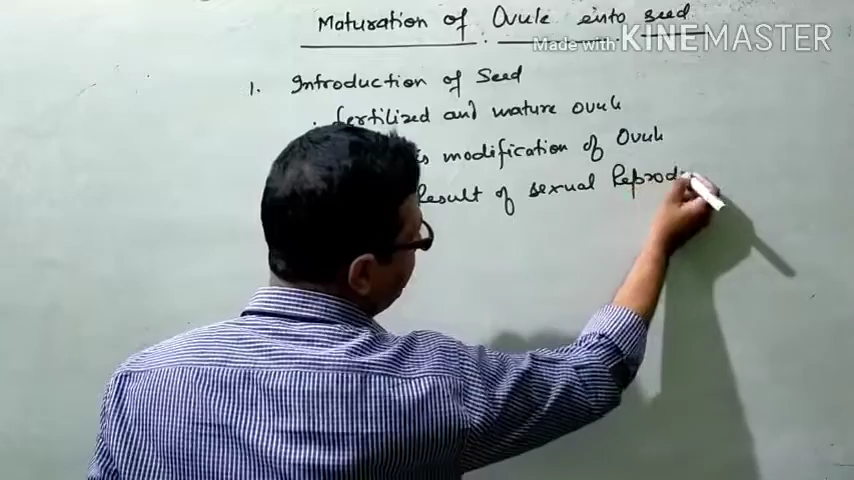 Maturation of Ovule into seed
Made with KINEMASTER
1. Introduction of Seed
. fertilized and mature ovule
is modification of Ovule
Result of sexual Reprod